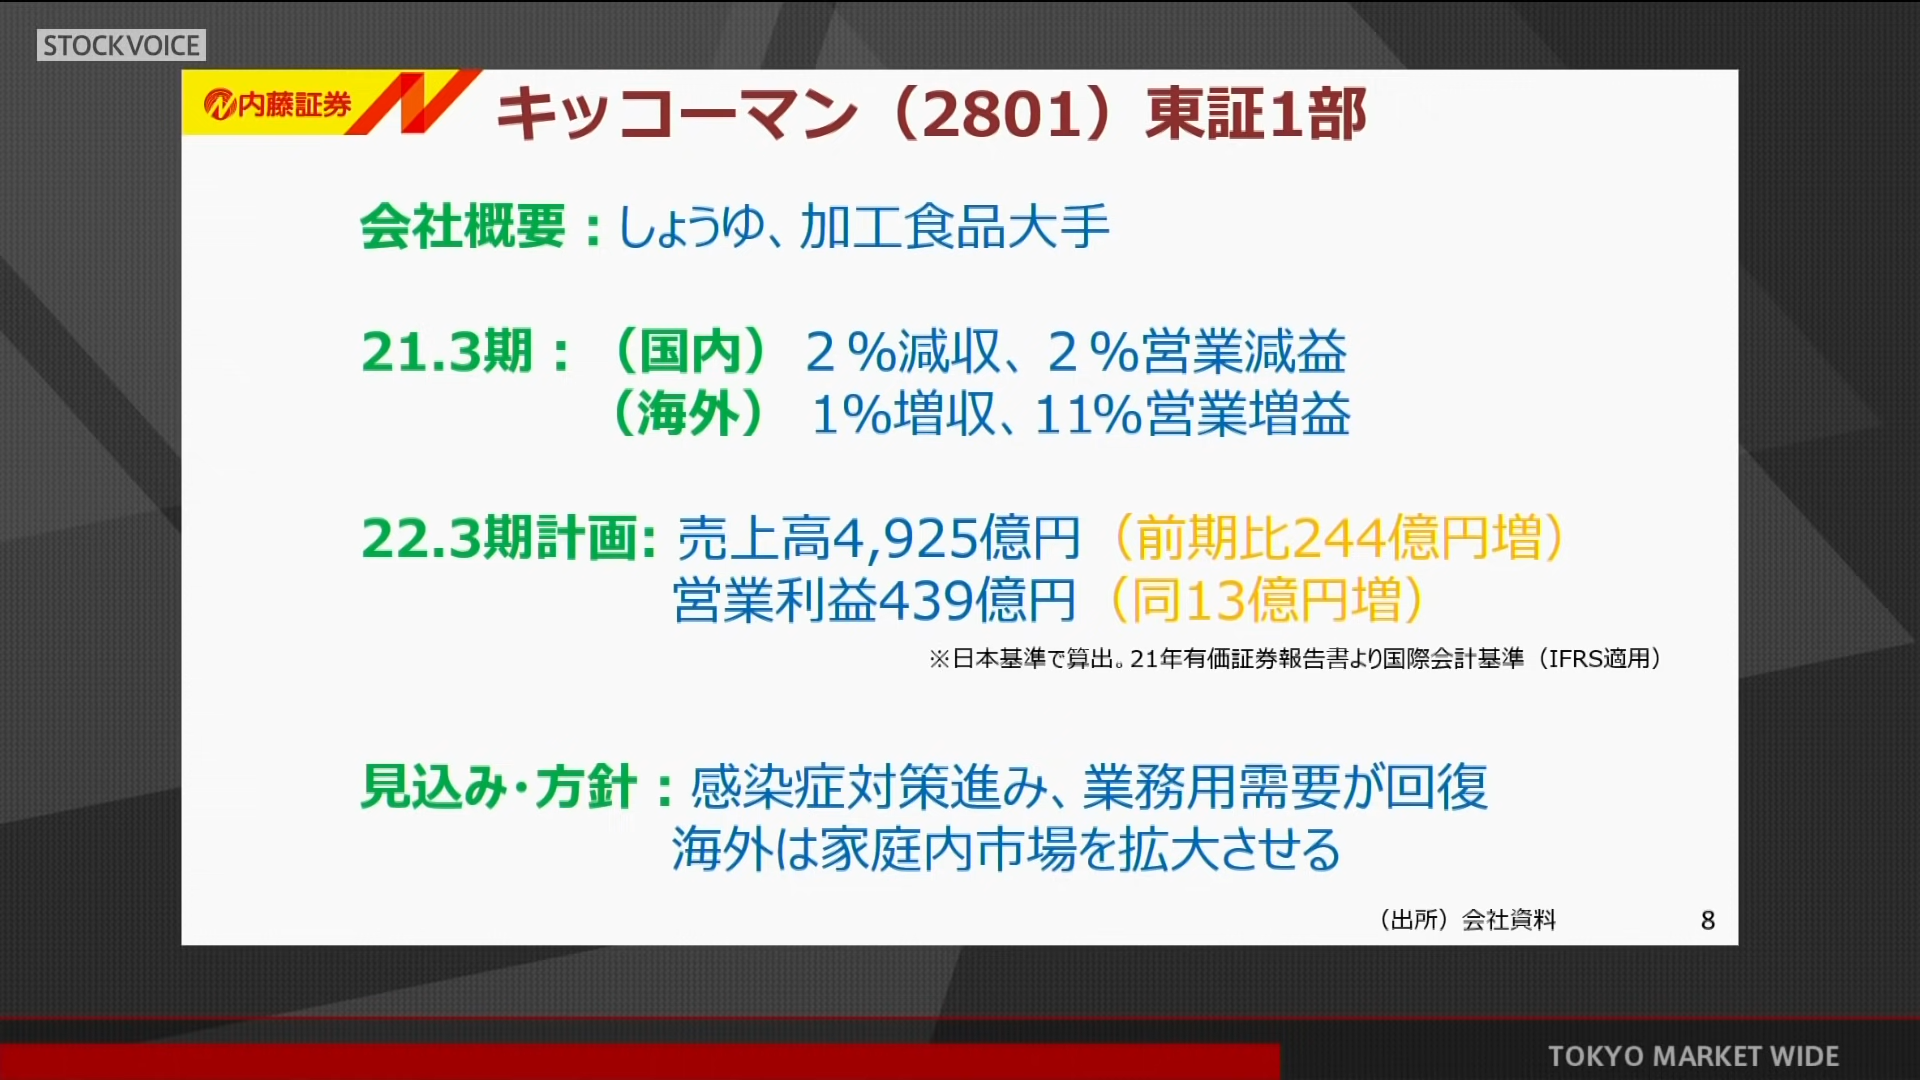 STOCKVOICE
内藤証券
キッコーマン（2801）東証1部
会社概要：しょうゆ、加工食品大手
21.3期：（国内）２%減収、２%営業減益
（海外）1%増収、11%営業増益
22.3期計画: 売上高4,925億円（前期比244億円増）
営業利益439億円（同13億円増）
※日本基準で算出。21年有価証券報告書より国際会計基準（IFRS適用）
見込み・方針：感染症対策進み、業務用需要が回復
海外は家庭内市場を拡大させる
（出所）会社資料
8
TOKYO MARKET WIDE